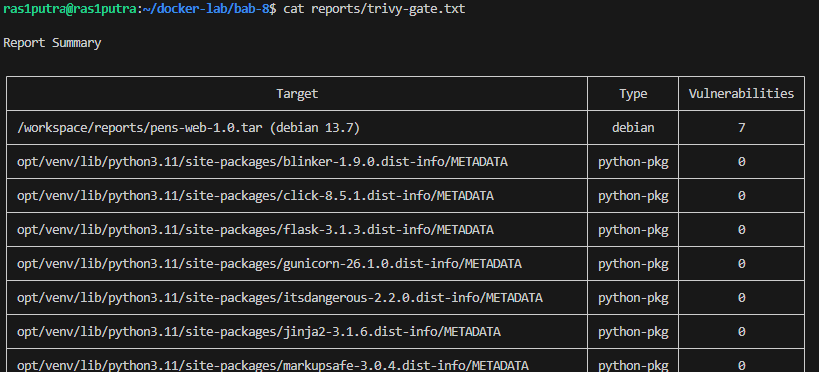 ras1putra@ras1putra:~/docker-lab/bab-8$ cat reports/trivy-gate.txt
Report Summary
Target Type Vulnerabilities
/workspace/reports/pens-web-1.0.tar (debian 13.7) debian 7
opt/venv/lib/python3.11/site-packages/blinker-1.9.0.dist-info/METADATA python-pkg 0
opt/venv/lib/python3.11/site-packages/click-8.5.1.dist-info/METADATA python-pkg 0
opt/venv/lib/python3.11/site-packages/flask-3.1.3.dist-info/METADATA python-pkg 0
opt/venv/lib/python3.11/site-packages/gunicorn-26.1.0.dist-info/METADATA python-pkg 0
opt/venv/lib/python3.11/site-packages/itsdangerous-2.2.0.dist-info/METADATA python-pkg 0
opt/venv/lib/python3.11/site-packages/jinja2-3.1.6.dist-info/METADATA python-pkg 0
opt/venv/lib/python3.11/site-packages/markupsafe-3.0.4.dist-info/METADATA python-pkg 0